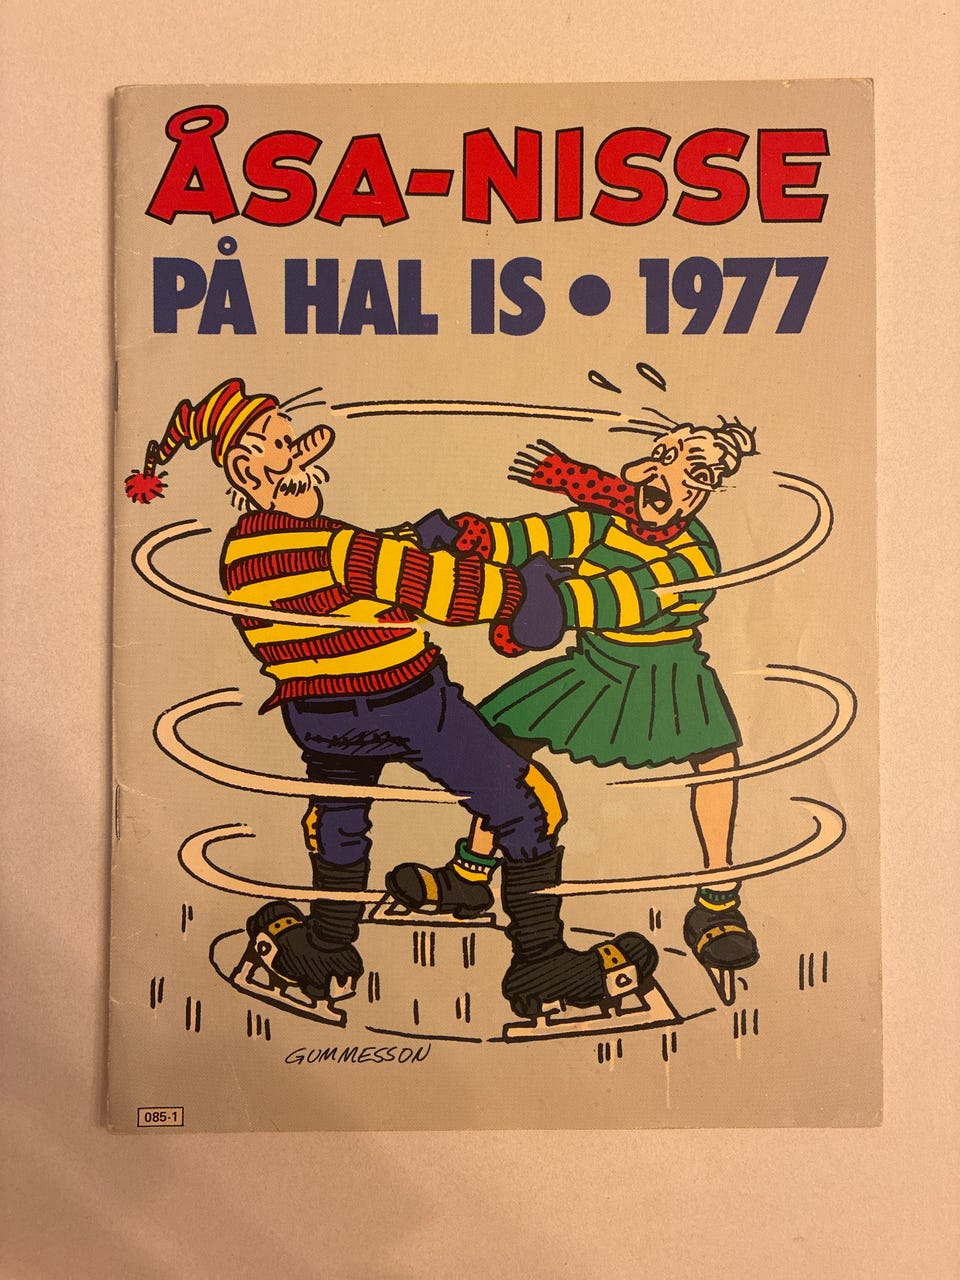 ÅSA-NISSE
PÅ HAL IS • 1977
GUMMESSON
085-1